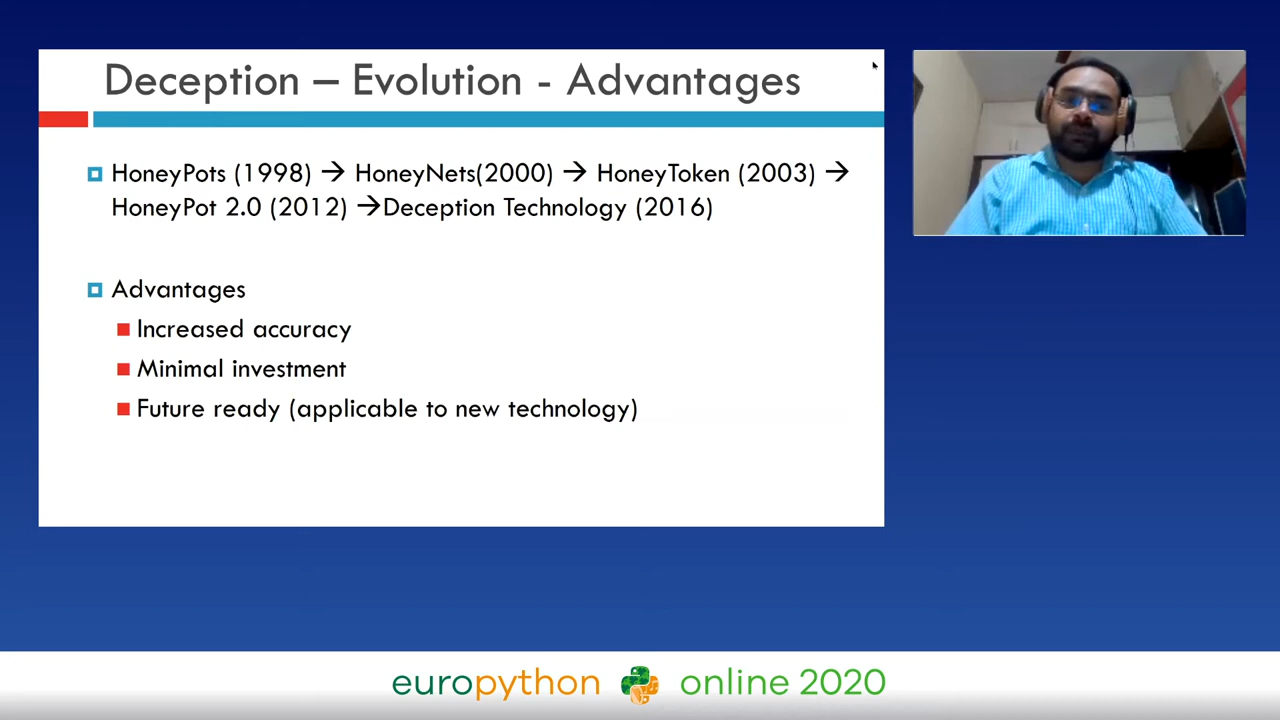 Deception – Evolution - Advantages
HoneyPots (1998) → HoneyNets(2000) → HoneyToken (2003) →
HoneyPot 2.0 (2012) →Deception Technology (2016)
Advantages
Increased accuracy
Minimal investment
Future ready (applicable to new technology)
europython online 2020